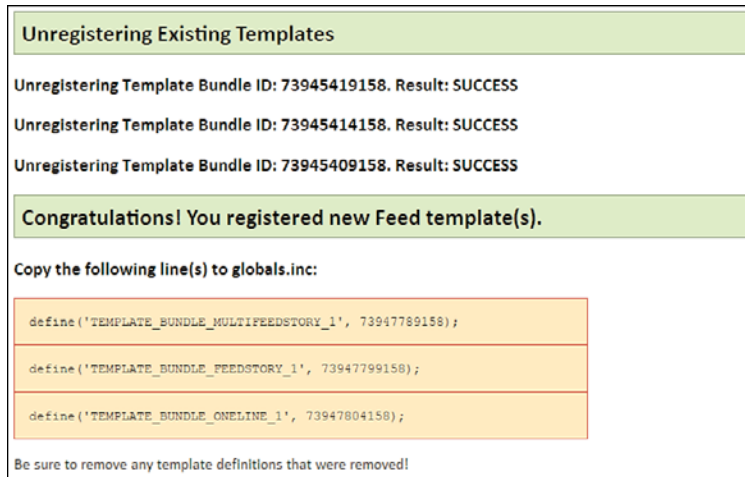 Unregistering Existing Templates
Unregistering Template Bundle ID: 73945419158. Result: SUCCESS
Unregistering Template Bundle ID: 73945414158. Result: SUCCESS
Unregistering Template Bundle ID: 73945409158. Result: SUCCESS
Congratulations! You registered new Feed template(s).
Copy the following line(s) to globals.inc:
define('TEMPLATE_BUNDLE_MULTIFEEDSTORY_1', 73947789158);
define('TEMPLATE_BUNDLE_FEEDSTORY_1', 73947799158);
define('TEMPLATE_BUNDLE_ONELINE_1', 73947804158);
Be sure to remove any template definitions that were removed!